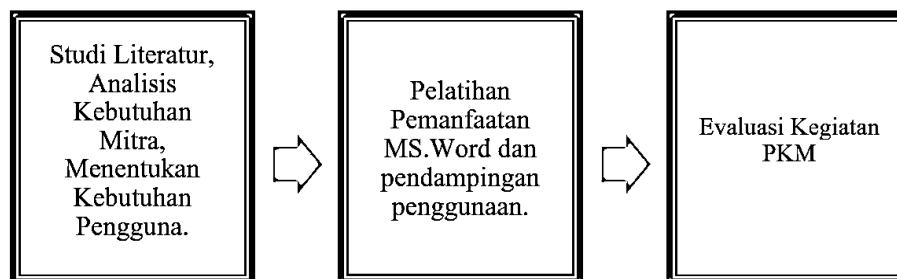 Studi Literatur,
Analisis
Kebutuhan
Mitra,
Menentukan
Kebutuhan
Pengguna.
Pelatihan
Pemanfaatan
MS.Word dan
pendampingan
penggunaan.
Evaluasi Kegiatan
PKM